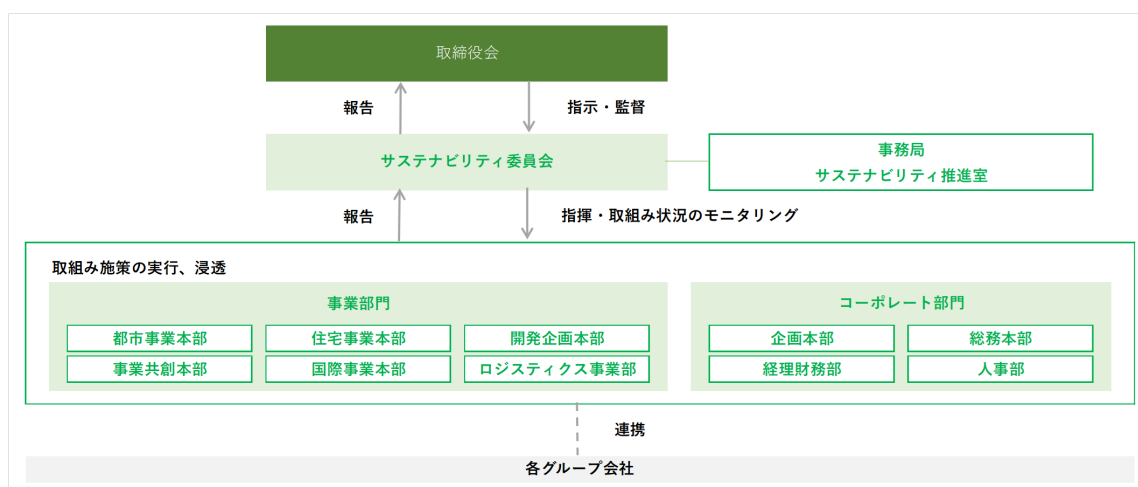 取締役会
報告
指示・監督
サステナビリティ委員会
事務局
サステナビリティ推進室
報告
指揮・取組み状況のモニタリング
取組み施策の実行、浸透
事業部門
コーポレート部門
都市事業本部
住宅事業本部
開発企画本部
企画本部
総務本部
事業共創本部
国際事業本部
ロジスティクス事業部
経理財務部
人事部
連携
各グループ会社